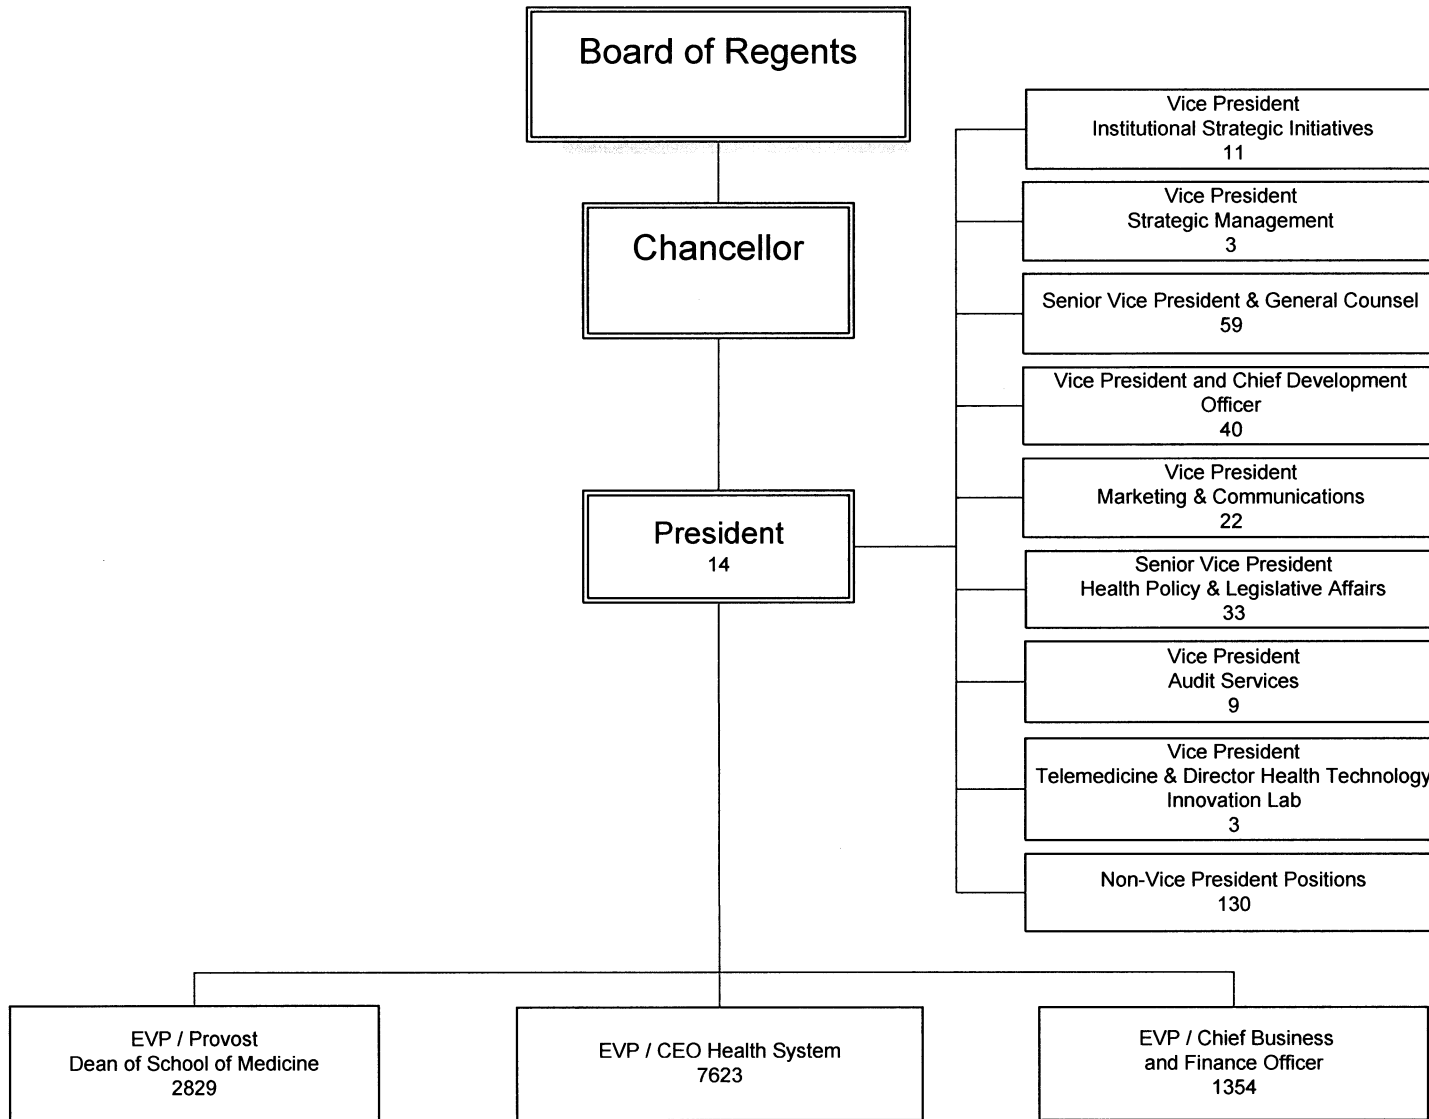 Board of Regents
Chancellor
President
14
Vice President
Institutional Strategic Initiatives
11
Vice President
Strategic Management
3
Senior Vice President & General Counsel
59
Vice President and Chief Development
Officer
40
Vice President
Marketing & Communications
22
Senior Vice President
Health Policy & Legislative Affairs
33
Vice President
Audit Services
9
Vice President
Telemedicine & Director Health Technology
Innovation Lab
3
Non-Vice President Positions
130
EVP / Provost
Dean of School of Medicine
2829
EVP / CEO Health System
7623
EVP / Chief Business
and Finance Officer
1354